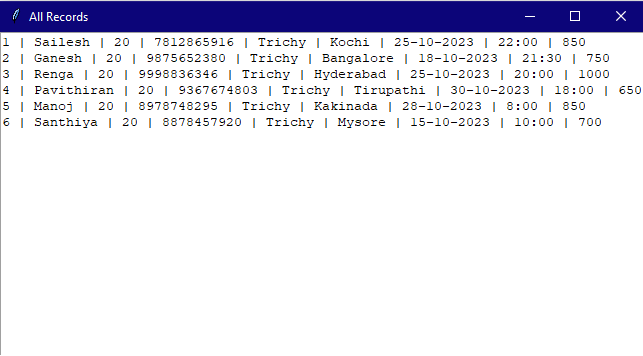 All Records
1 | Sailesh | 20 | 7812865916 | Trichy | Kochi | 25-10-2023 | 22:00 | 850
2 | Ganesh | 20 | 9875652380 | Trichy | Bangalore | 18-10-2023 | 21:30 | 750
3 | Renga | 20 | 9998836346 | Trichy | Hyderabad | 25-10-2023 | 20:00 | 1000
4 | Pavithiran | 20 | 9367674803 | Trichy | Tirupathi | 30-10-2023 | 18:00 | 650
5 | Manoj | 20 | 8978748295 | Trichy | Kakinada | 28-10-2023 | 8:00 | 850
6 | Santhiya | 20 | 8878457920 | Trichy | Mysore | 15-10-2023 | 10:00 | 700